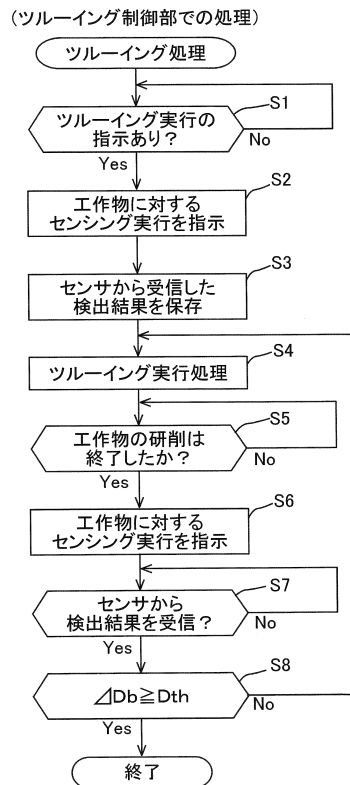 (ツルーイング制御部での処理)
ツルーイング処理
S1
ツルーイング実行の
指示あり?
No
Yes
S2
工作物に対する
センシング実行を指示
S3
センサから受信した
検出結果を保存
S4
ツルーイング実行処理
S5
工作物の研削は
終了したか?
No
Yes
S6
工作物に対する
センシング実行を指示
S7
センサから
検出結果を受信?
No
Yes
S8
⊿Db≧Dth
No
Yes
終了